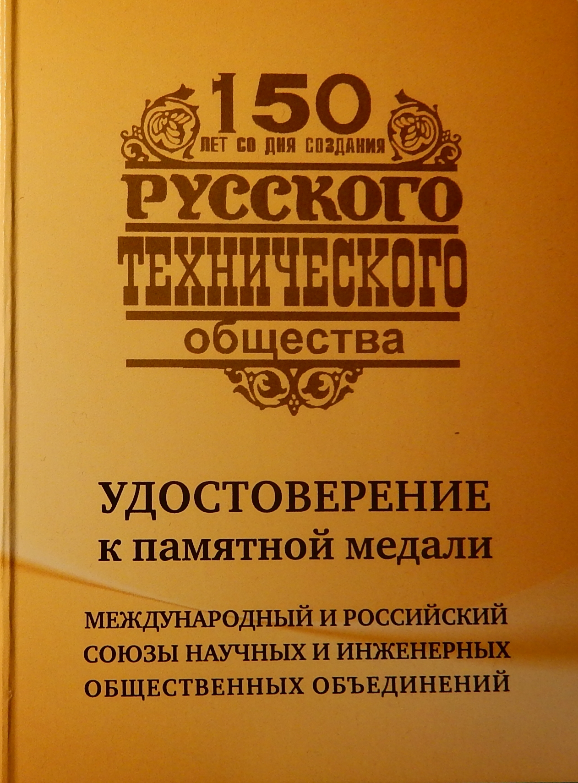 150
ЛЕТ СО ДНЯ СОЗДАНИЯ
РУССКОГО
ТЕХНИЧЕСКОГО
общества
УДОСТОВЕРЕНИЕ
к памятной медали
МЕЖДУНАРОДНЫЙ И РОССИЙСКИЙ
СОЮЗЫ НАУЧНЫХ И ИНЖЕНЕРНЫХ
ОБЩЕСТВЕННЫХ ОБЪЕДИНЕНИЙ